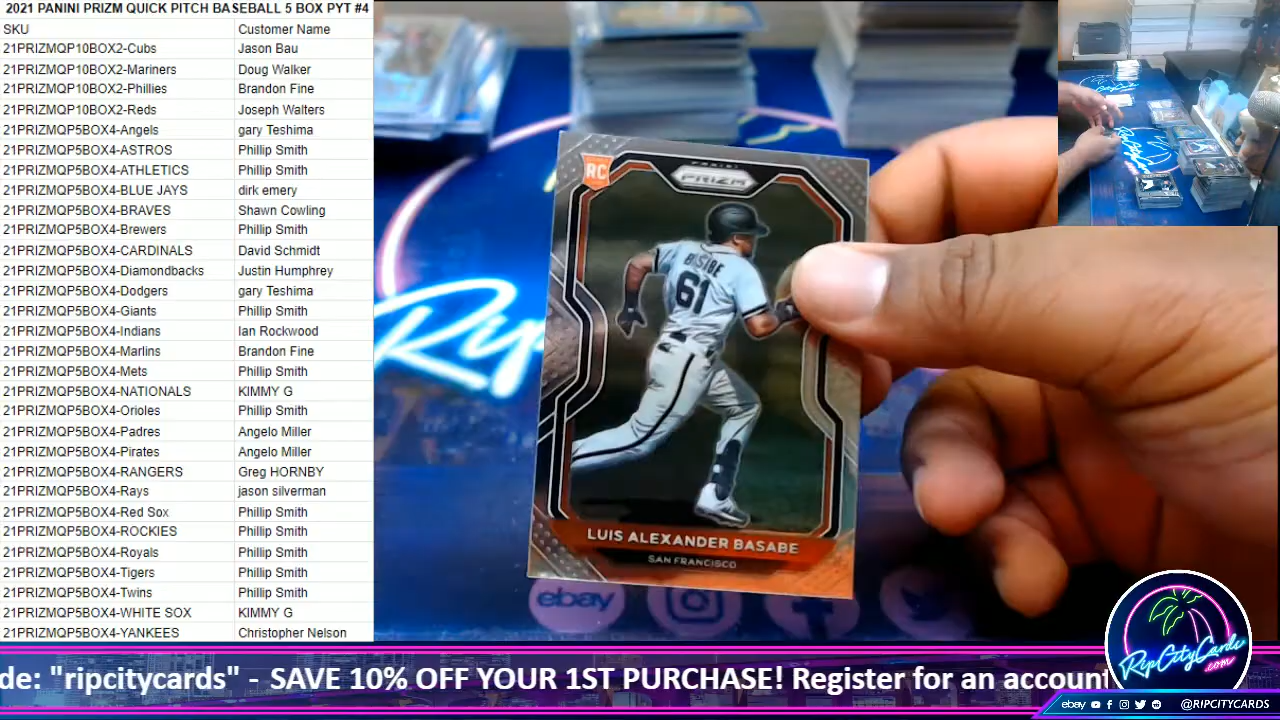 2021 PANINI PRIZM QUICK PITCH BASEBALL 5 BOX PYT #4
SKU Customer Name
21PRIZMQP10BOX2-Cubs Jason Bau
21PRIZMQP10BOX2-Mariners Doug Walker
21PRIZMQP10BOX2-Phillies Brandon Fine
21PRIZMQP10BOX2-Reds Joseph Walters
21PRIZMQP5BOX4-Angels gary Teshima
21PRIZMQP5BOX4-ASTROS Phillip Smith
21PRIZMQP5BOX4-ATHLETICS Phillip Smith
21PRIZMQP5BOX4-BLUE JAYS dirk emery
21PRIZMQP5BOX4-BRAVES Shawn Cowling
21PRIZMQP5BOX4-Brewers Phillip Smith
21PRIZMQP5BOX4-CARDINALS David Schmidt
21PRIZMQP5BOX4-Diamondbacks Justin Humphrey
21PRIZMQP5BOX4-Dodgers gary Teshima
21PRIZMQP5BOX4-Giants Phillip Smith
21PRIZMQP5BOX4-Indians Ian Rockwood
21PRIZMQP5BOX4-Marlins Brandon Fine
21PRIZMQP5BOX4-Mets Phillip Smith
21PRIZMQP5BOX4-NATIONALS KIMMY G
21PRIZMQP5BOX4-Orioles Phillip Smith
21PRIZMQP5BOX4-Padres Angelo Miller
21PRIZMQP5BOX4-Pirates Angelo Miller
21PRIZMQP5BOX4-RANGERS Greg HORNBY
21PRIZMQP5BOX4-Rays jason silverman
21PRIZMQP5BOX4-Red Sox Phillip Smith
21PRIZMQP5BOX4-ROCKIES Phillip Smith
21PRIZMQP5BOX4-Royals Phillip Smith
21PRIZMQP5BOX4-Tigers Phillip Smith
21PRIZMQP5BOX4-Twins Phillip Smith
21PRIZMQP5BOX4-WHITE SOX KIMMY G
21PRIZMQP5BOX4-YANKEES Christopher Nelson
RC
PANINI
PRIZM
BASABE
61
LUIS ALEXANDER BASABE
SAN FRANCISCO
Rip
ebay
RipCityCards
.com
de: "ripcitycards" - SAVE 10% OFF YOUR 1ST PURCHASE! Register for an account
ebay @RIPCITYCARDS